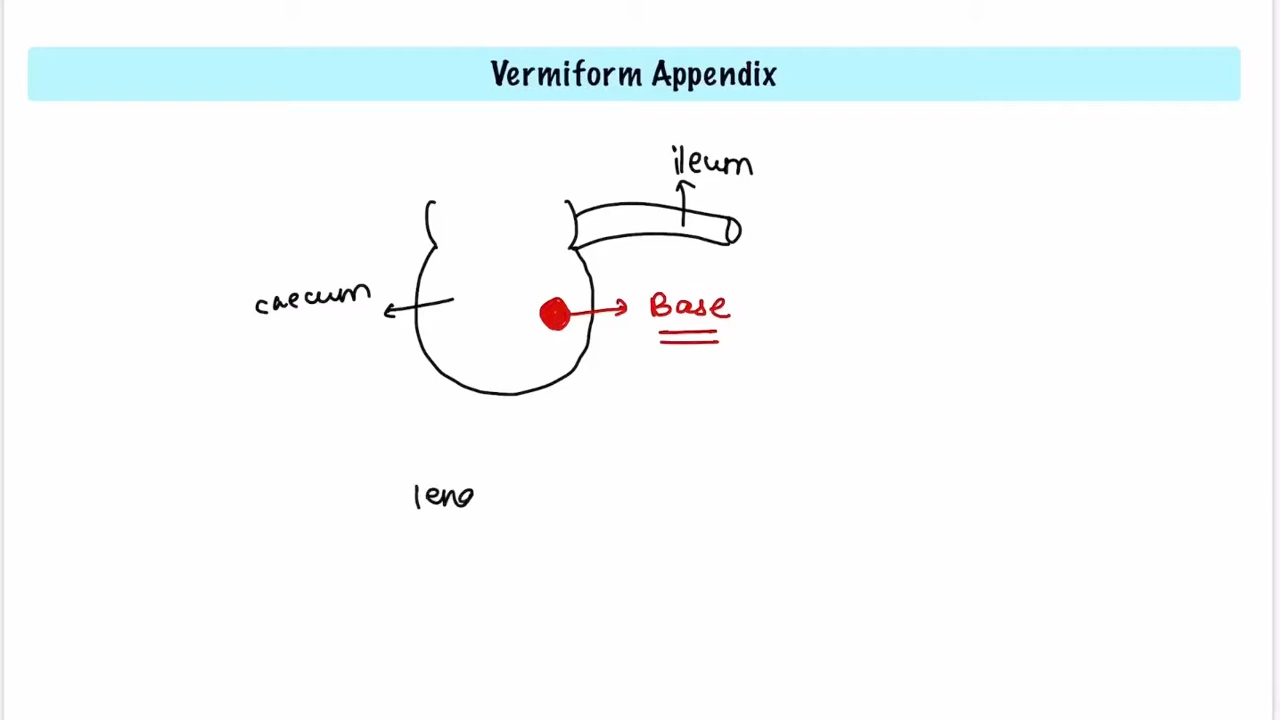 Vermiform Appendix
ileum
caecum
Base
leng